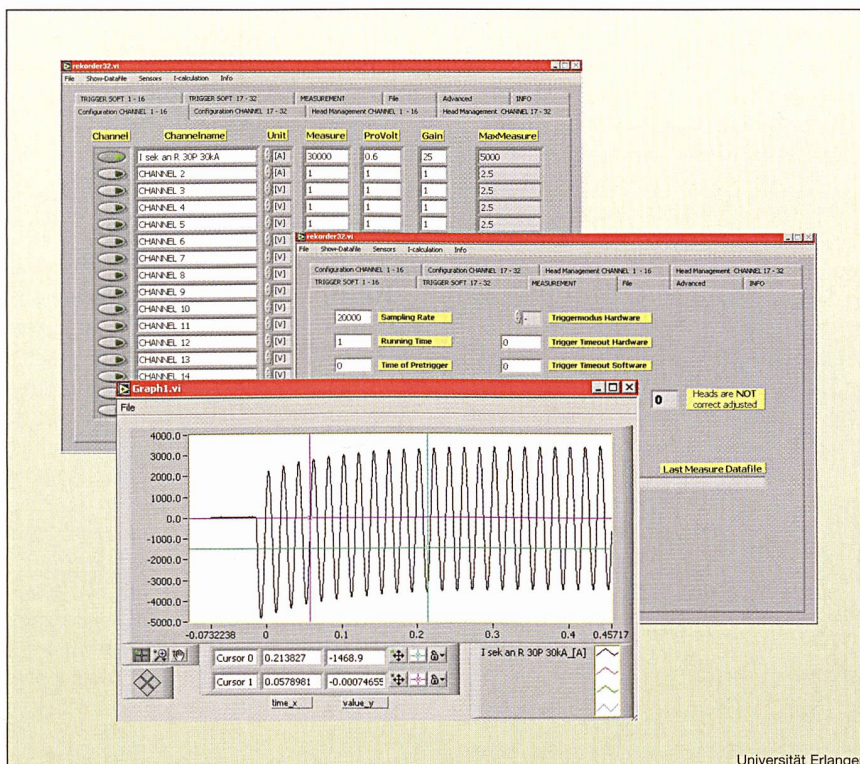 rekorder32.vi
File Show-Datafile Sensors I-calculation Info
TRIGGER SOFT 1 - 16 TRIGGER SOFT 17 - 32 MEASUREMENT File Advanced INFO
Configuration CHANNEL 1 - 16 Configuration CHANNEL 17 - 32 Head Management CHANNEL 1 - 16 Head Management CHANNEL 17 - 32
Channel Channelname Unit Measure ProVolt Gain MaxMeasure
I sek an R 30P 30kA [A] 30000 0.6 25 5000
CHANNEL 2 [A] 1 1 1 2.5
CHANNEL 3 [V] 1 1 1 2.5
CHANNEL 4 [V] 1 1 1 2.5
CHANNEL 5 [V] 1 1 1 2.5
CHANNEL 6 [V]
CHANNEL 7 [V]
CHANNEL 8 [V]
CHANNEL 9 [V]
CHANNEL 10 [V]
CHANNEL 11 [V]
CHANNEL 12 [V]
CHANNEL 13 [V]
CHANNEL 14 [V]
rekorder32.vi
File Show-Datafile Sensors I-calculation Info
Configuration CHANNEL 1 - 16 Configuration CHANNEL 17 - 32 Head Management CHANNEL 1 - 16 Head Management CHANNEL 17 - 32
TRIGGER SOFT 1 - 16 TRIGGER SOFT 17 - 32 MEASUREMENT File Advanced INFO
20000 Sampling Rate - Triggermodus Hardware
1 Running Time 0 Trigger Timeout Hardware
0 Time of Pretrigger 0 Trigger Timeout Software
0 Heads are NOT
correct adjusted
Last Measure Datafile
Graph1.vi
File
4000.0
3000.0
2000.0
1000.0
0.0
-1000.0
-2000.0
-3000.0
-4000.0
-5000.0
-0.0732238 0 0.1 0.2 0.3 0.4 0.45717
Cursor 0 0.213827 -1468.9 I sek an R 30P 30kA_[A]
Cursor 1 0.0578981 -0.00074655
time_x value_y
Universität Erlange